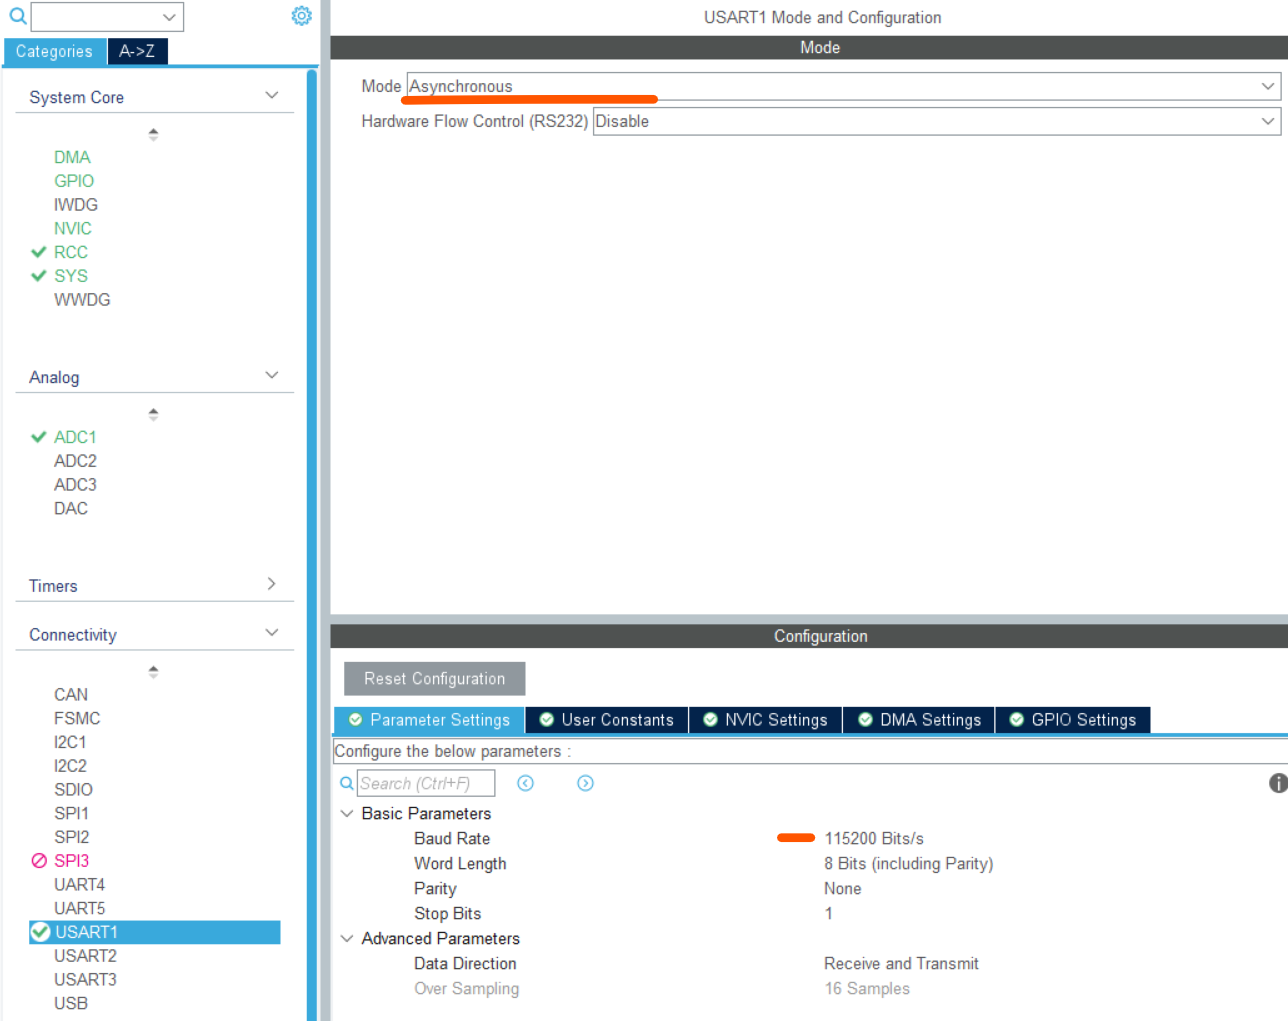 Categories
A->Z
System Core
DMA
GPIO
IWDG
NVIC
RCC
SYS
WWDG
Analog
ADC1
ADC2
ADC3
DAC
Timers
Connectivity
CAN
FSMC
I2C1
I2C2
SDIO
SPI1
SPI2
SPI3
UART4
UART5
USART1
USART2
USART3
USB
USART1 Mode and Configuration
Mode
Mode Asynchronous
Hardware Flow Control (RS232) Disable
Configuration
Reset Configuration
Parameter Settings
User Constants
NVIC Settings
DMA Settings
GPIO Settings
Configure the below parameters :
Search (Ctrl+F)
Basic Parameters
Baud Rate 115200 Bits/s
Word Length 8 Bits (including Parity)
Parity None
Stop Bits 1
Advanced Parameters
Data Direction Receive and Transmit
Over Sampling 16 Samples